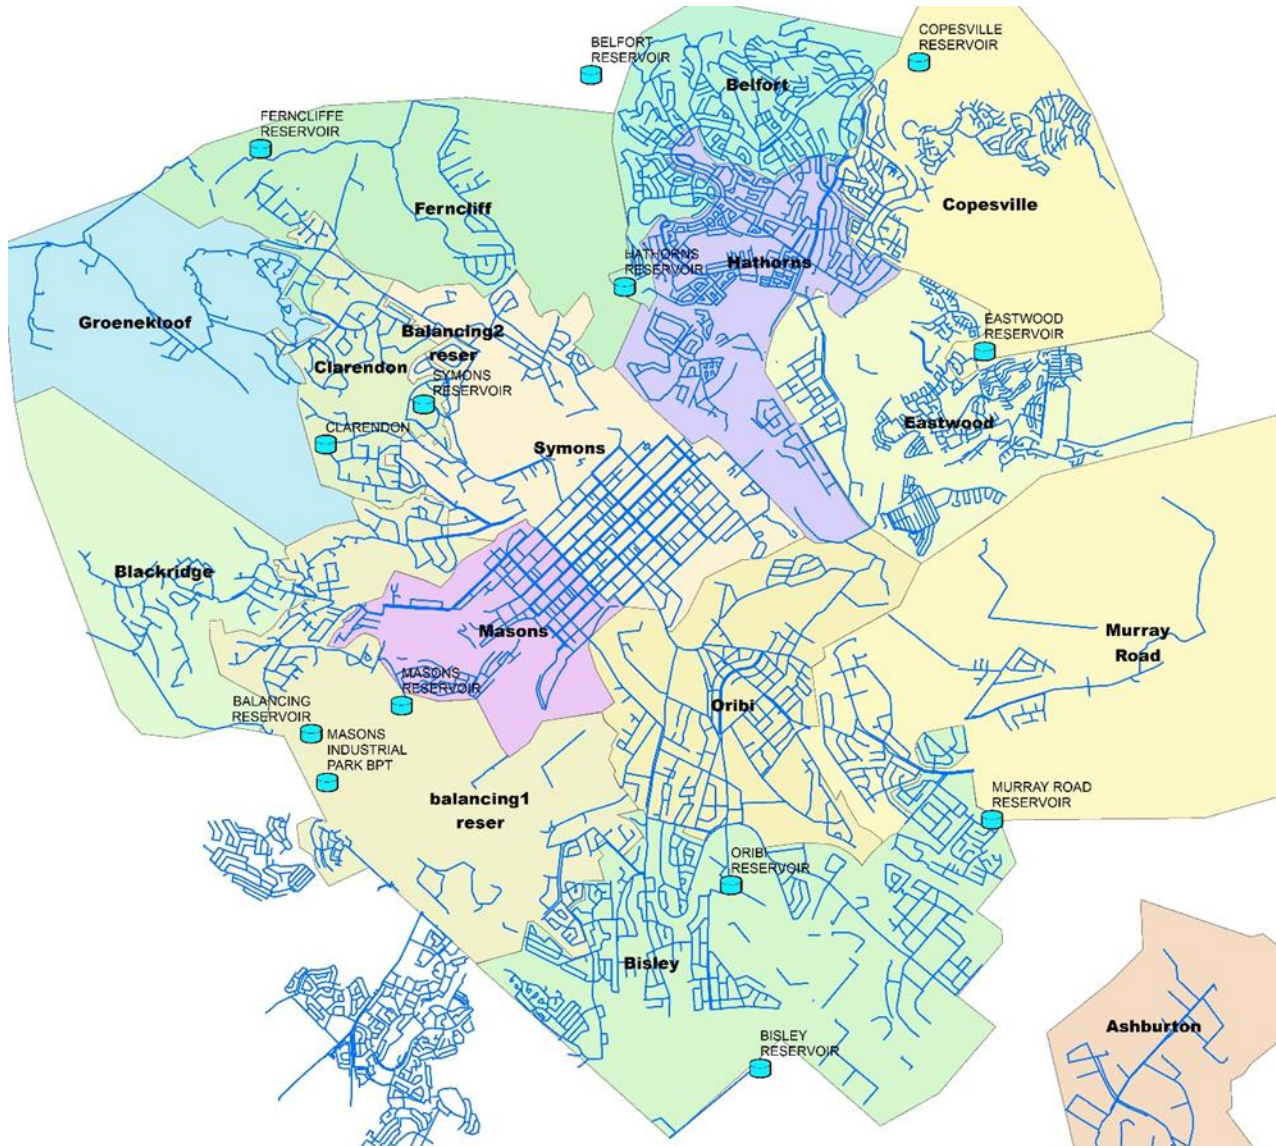 COPESVILLE
RESERVOIR
BELFORT
RESERVOIR
Belfort
FERNCLIFFE
RESERVOIR
Ferncliff
Copesville
HATHORNS
RESERVOIR
Hathorns
Groenekloof
EASTWOOD
RESERVOIR
Balancing2
reser
Clarendon
SYMONS
RESERVOIR
CLARENDON
Eastwood
Symons
Blackridge
Masons
Murray
Road
MASONS
RESERVOIR
BALANCING
RESERVOIR
Oribi
MASONS
INDUSTRIAL
PARK BPT
balancing1
reser
MURRAY ROAD
RESERVOIR
ORIBI
RESERVOIR
Bisley
BISLEY
RESERVOIR
Ashburton